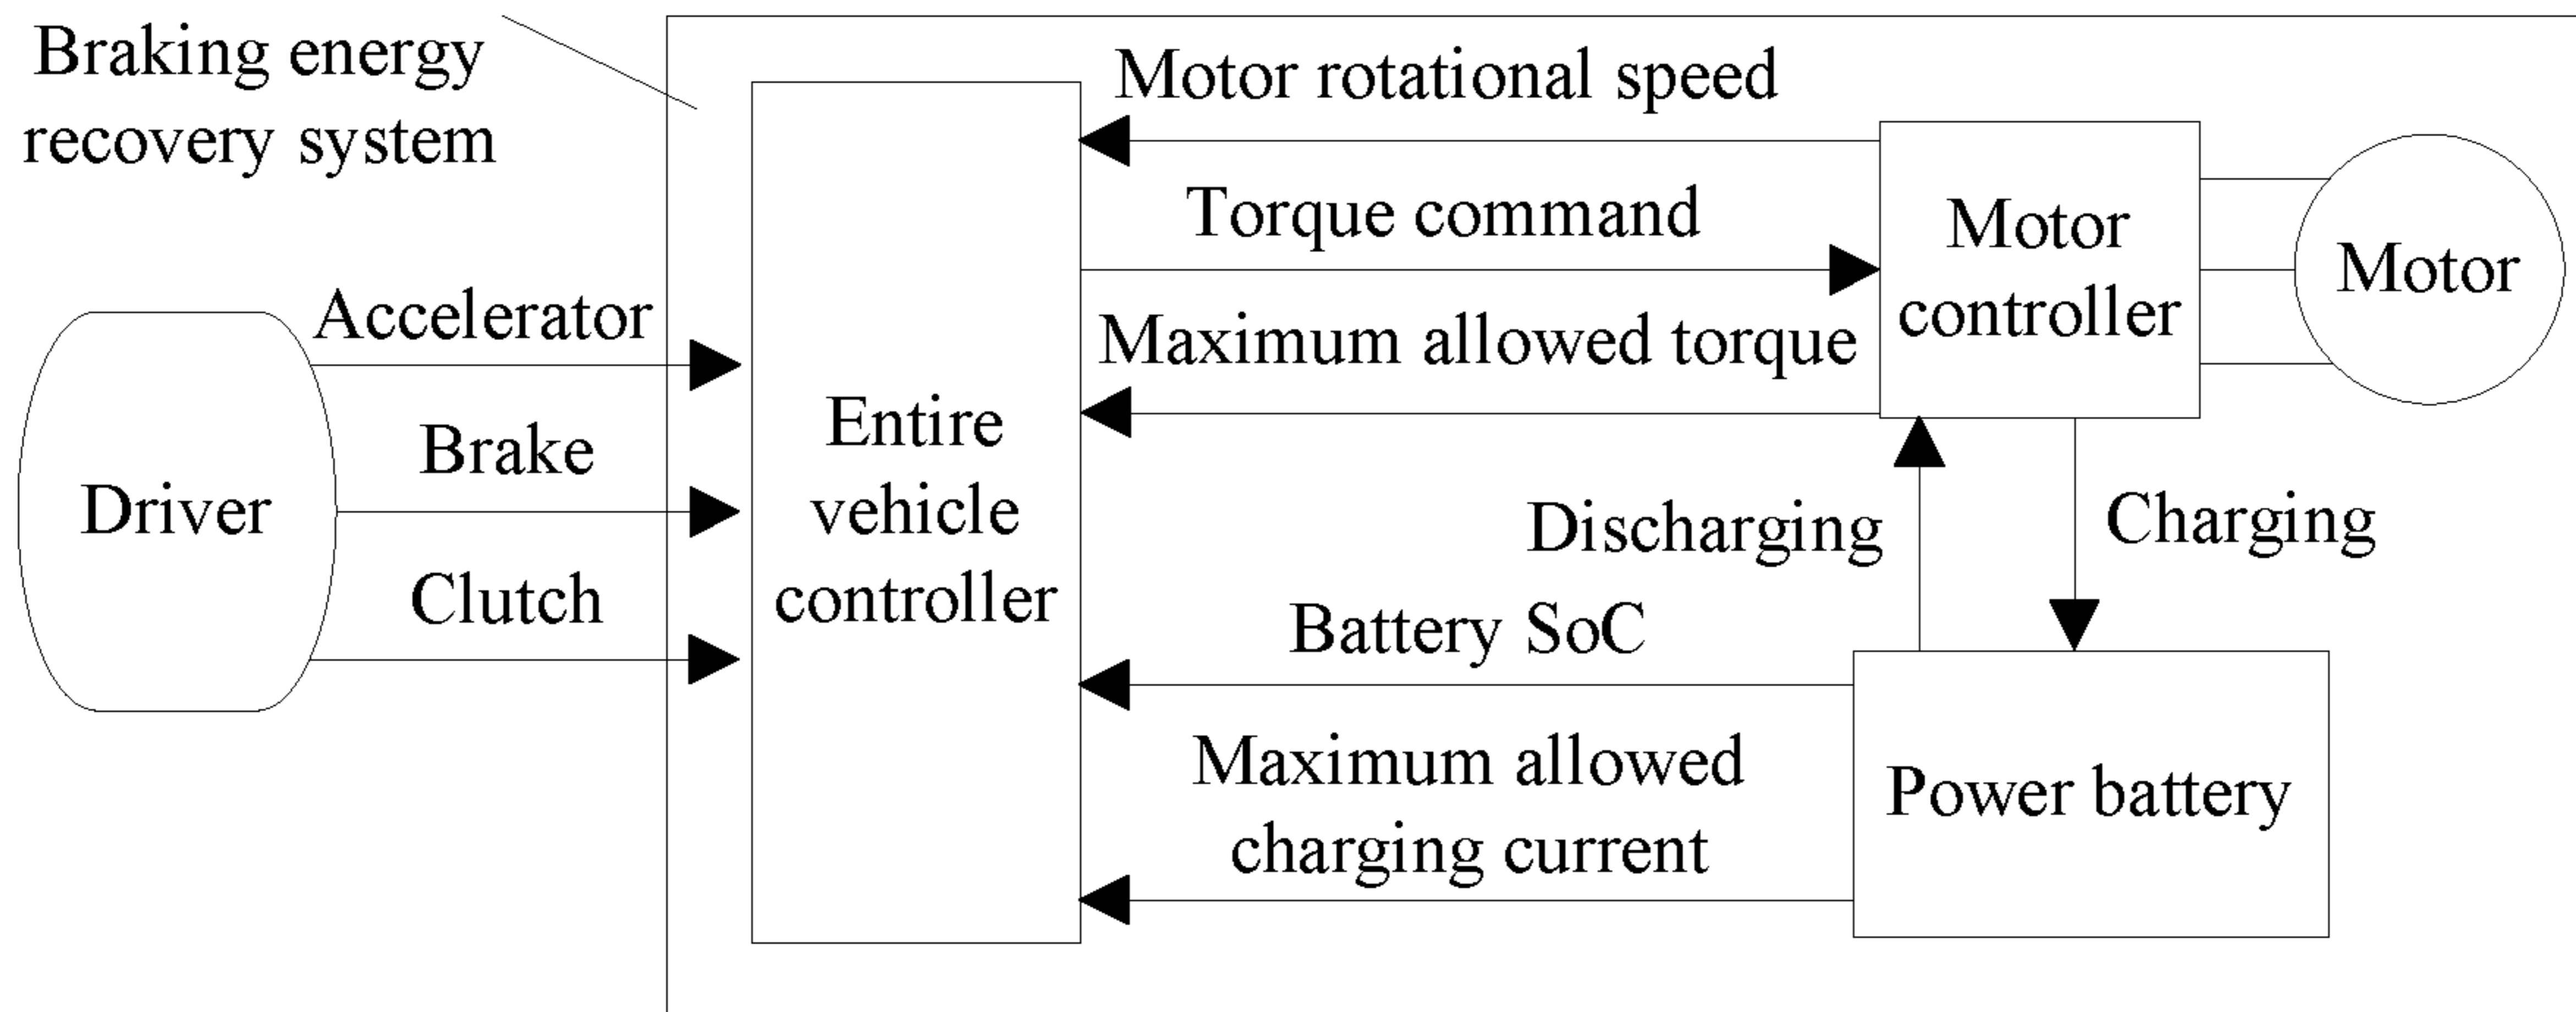 Braking energy
recovery system
Motor rotational speed
Torque command
Maximum allowed torque
Motor
controller
Motor
Accelerator
Brake
Clutch
Driver
Entire
vehicle
controller
Discharging
Charging
Battery SoC
Maximum allowed
charging current
Power battery